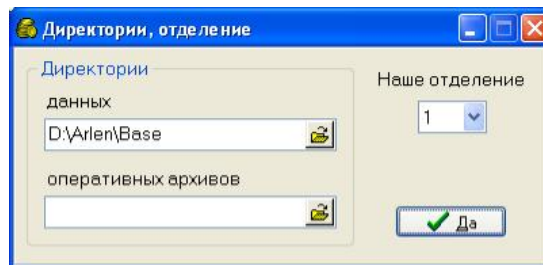 Директории, отделение
Директории
данных
D:\Arlen\Base
оперативных архивов
Наше отделение
1
Да